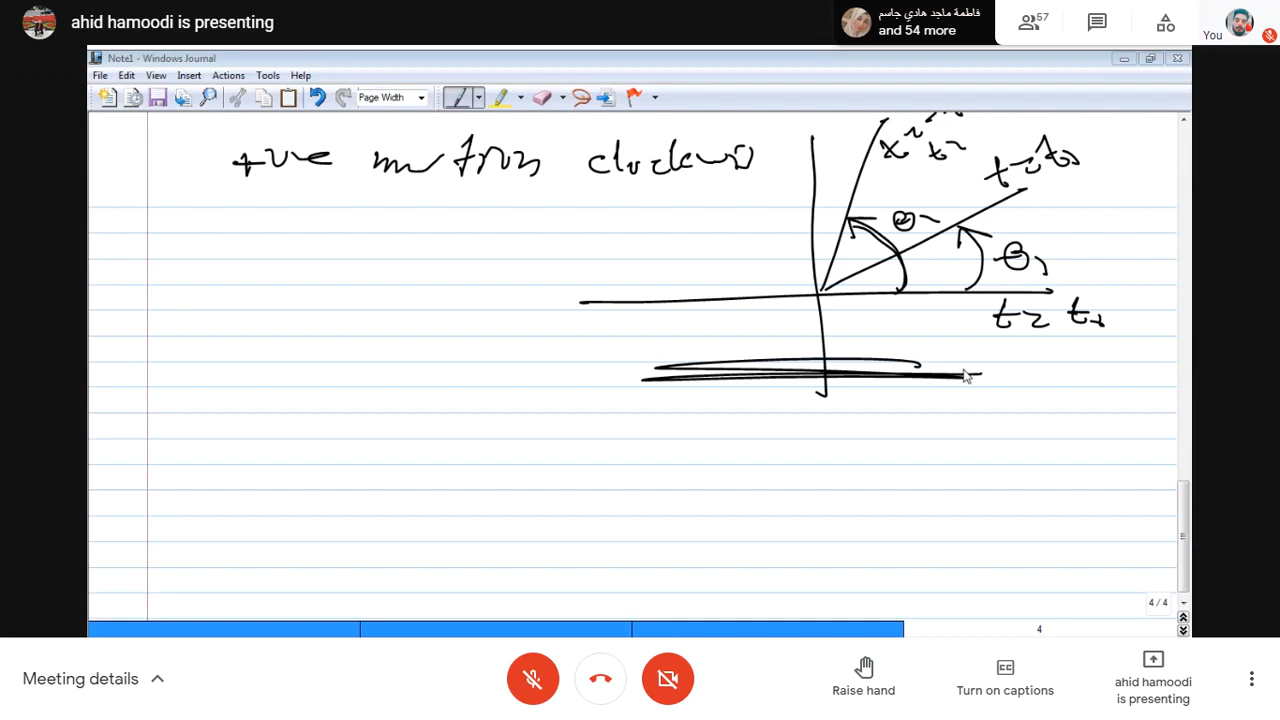 ahid hamoodi is presenting
فاطمة ماجد هادي جاسم
and 54 more
57
You
Note1 - Windows Journal
File Edit View Insert Actions Tools Help
Page Width
+ve motion
θ2
θ1
4 / 4
4
Meeting details
Raise hand
Turn on captions
ahid hamoodi
is presenting